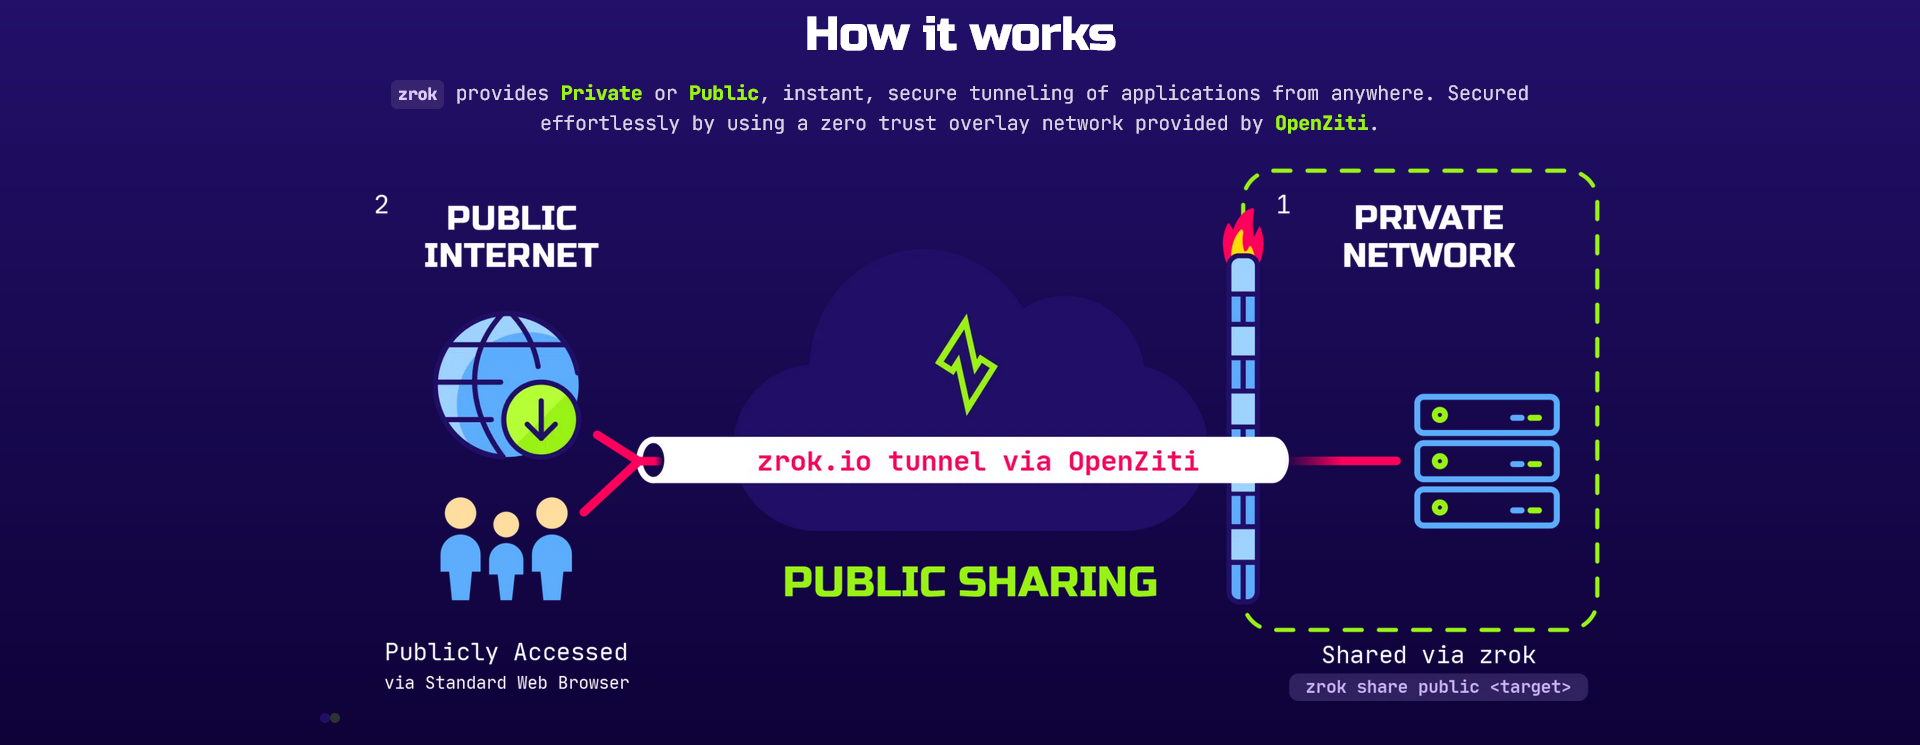 How it works
zrok provides Private or Public, instant, secure tunneling of applications from anywhere. Secured
effortlessly by using a zero trust overlay network provided by OpenZiti.
2
PUBLIC
INTERNET
1
PRIVATE
NETWORK
zrok.io tunnel via OpenZiti
PUBLIC SHARING
Publicly Accessed
via Standard Web Browser
Shared via zrok
zrok share public <target>